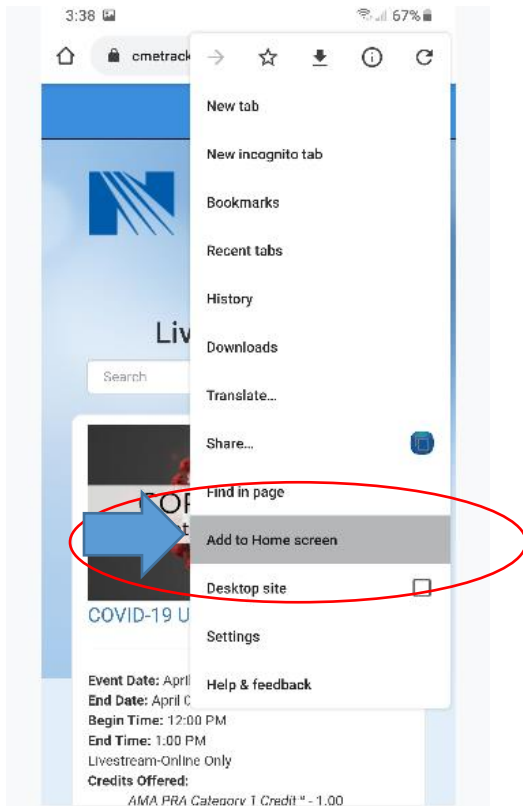 3:38 67%
cmetrack
New tab
New incognito tab
Bookmarks
Recent tabs
History
Liv
Downloads
Search
Translate...
Share...
Find in page
Add to Home screen
Desktop site
COVID-19 U
Settings
Event Date: April
Help & feedback
End Date: April 0
Begin Time: 12:00 PM
End Time: 1:00 PM
Livestream-Online Only
Credits Offered:
AMA PRA Category 1 Credit" - 1.00